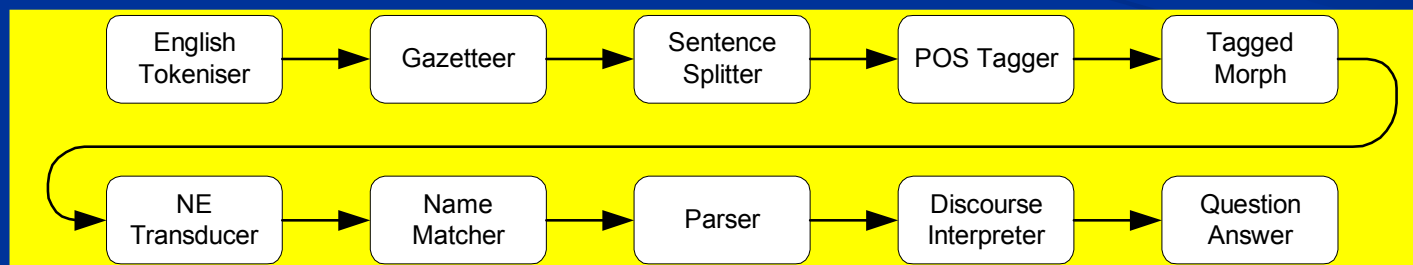 English
Tokeniser
Gazetteer
Sentence
Splitter
POS Tagger
Tagged
Morph
NE
Transducer
Name
Matcher
Parser
Discourse
Interpreter
Question
Answer